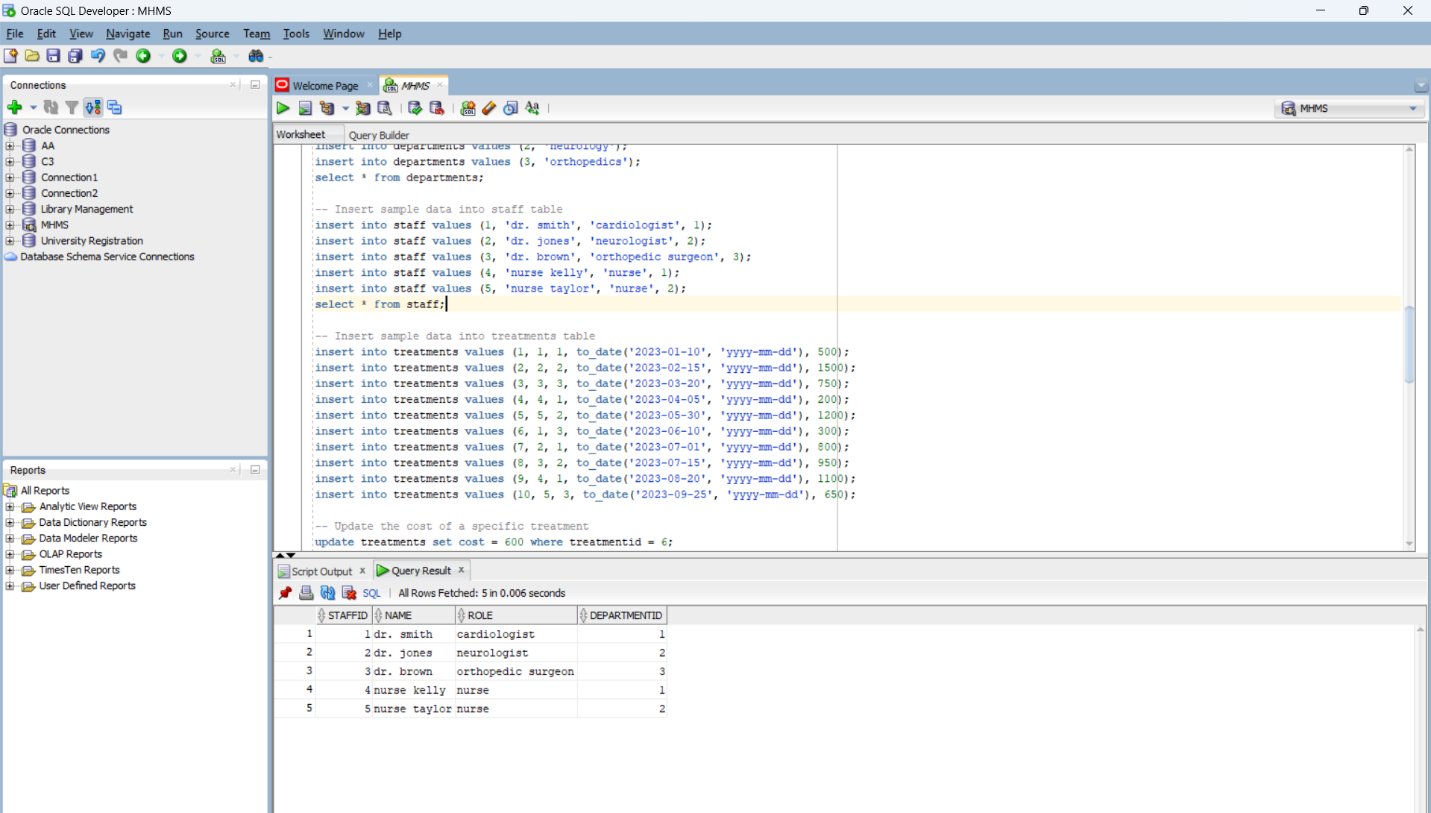 Oracle SQL Developer : MHMS
File Edit View Navigate Run Source Team Tools Window Help
Connections
Oracle Connections
AA
C3
Connection1
Connection2
Library Management
MHMS
University Registration
Database Schema Service Connections
Reports
All Reports
Analytic View Reports
Data Dictionary Reports
Data Modeler Reports
OLAP Reports
TimesTen Reports
User Defined Reports
Welcome Page MHMS
MHMS
Worksheet Query Builder
insert into departments values (2, 'neurology');
insert into departments values (3, 'orthopedics');
select * from departments;
-- Insert sample data into staff table
insert into staff values (1, 'dr. smith', 'cardiologist', 1);
insert into staff values (2, 'dr. jones', 'neurologist', 2);
insert into staff values (3, 'dr. brown', 'orthopedic surgeon', 3);
insert into staff values (4, 'nurse kelly', 'nurse', 1);
insert into staff values (5, 'nurse taylor', 'nurse', 2);
select * from staff;
-- Insert sample data into treatments table
insert into treatments values (1, 1, 1, to_date('2023-01-10', 'yyyy-mm-dd'), 500);
insert into treatments values (2, 2, 2, to_date('2023-02-15', 'yyyy-mm-dd'), 1500);
insert into treatments values (3, 3, 3, to_date('2023-03-20', 'yyyy-mm-dd'), 750);
insert into treatments values (4, 4, 1, to_date('2023-04-05', 'yyyy-mm-dd'), 200);
insert into treatments values (5, 5, 2, to_date('2023-05-30', 'yyyy-mm-dd'), 1200);
insert into treatments values (6, 1, 3, to_date('2023-06-10', 'yyyy-mm-dd'), 300);
insert into treatments values (7, 2, 1, to_date('2023-07-01', 'yyyy-mm-dd'), 800);
insert into treatments values (8, 3, 2, to_date('2023-07-15', 'yyyy-mm-dd'), 950);
insert into treatments values (9, 4, 1, to_date('2023-08-20', 'yyyy-mm-dd'), 1100);
insert into treatments values (10, 5, 3, to_date('2023-09-25', 'yyyy-mm-dd'), 650);
-- Update the cost of a specific treatment
update treatments set cost = 600 where treatmentid = 6;
Script Output x Query Result x
SQL | All Rows Fetched: 5 in 0.006 seconds
STAFFID NAME ROLE DEPARTMENTID
1 1 dr. smith cardiologist 1
2 2 dr. jones neurologist 2
3 3 dr. brown orthopedic surgeon 3
4 4 nurse kelly nurse 1
5 5 nurse taylor nurse 2